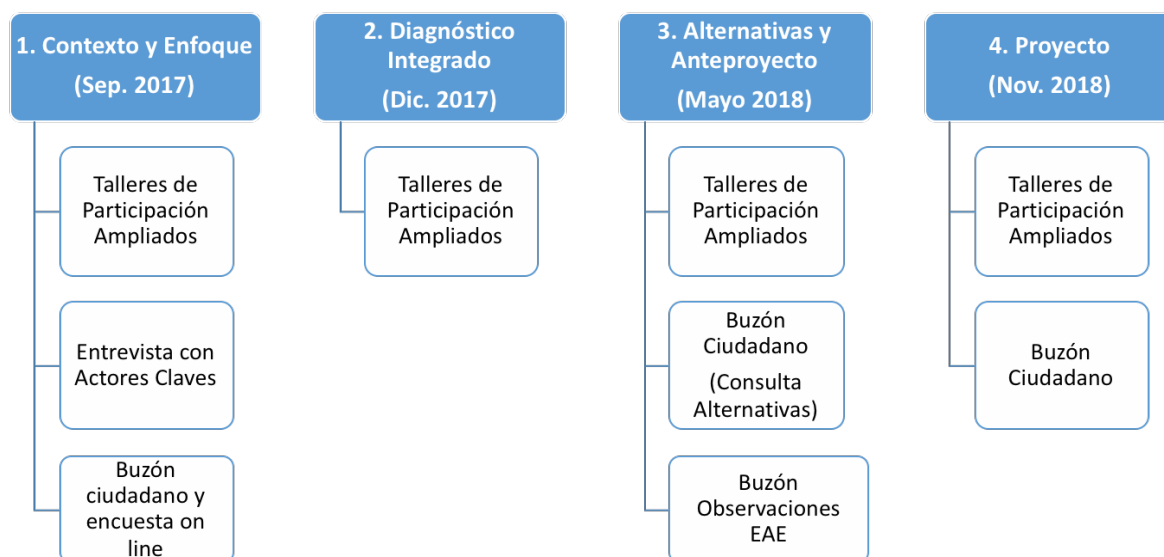 1. Contexto y Enfoque
(Sep. 2017)
Talleres de
Participación
Ampliados
Entrevista con
Actores Claves
Buzón
ciudadano y
encuesta on
line
2. Diagnóstico
Integrado
(Dic. 2017)
Talleres de
Participación
Ampliados
3. Alternativas y
Anteproyecto
(Mayo 2018)
Talleres de
Participación
Ampliados
Buzón
Ciudadano
(Consulta
Alternativas)
Buzón
Observaciones
EAE
4. Proyecto
(Nov. 2018)
Talleres de
Participación
Ampliados
Buzón
Ciudadano